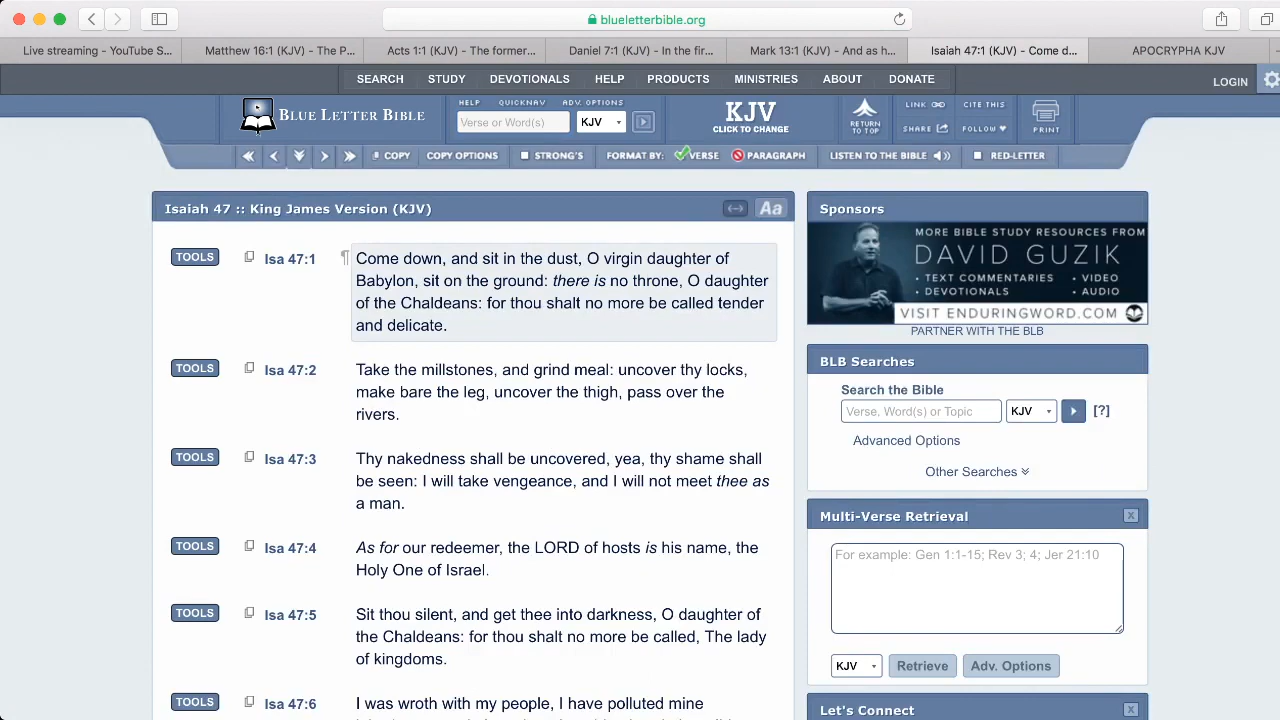 blueletterbible.org
Live streaming - YouTube S...
Matthew 16:1 (KJV) - The P...
Acts 1:1 (KJV) - The former...
Daniel 7:1 (KJV) - In the fir...
Mark 13:1 (KJV) - And as h...
Isaiah 47:1 (KJV) - Come d...
APOCRYPHA KJV
SEARCH STUDY DEVOTIONALS HELP PRODUCTS MINISTRIES ABOUT DONATE
LOGIN
BLUE LETTER BIBLE
HELP QUICKNAV ADV. OPTIONS
Verse or Word(s) KJV
KJV
CLICK TO CHANGE
RETURN
TO TOP
LINK CITE THIS
SHARE FOLLOW
PRINT
COPY COPY OPTIONS STRONG'S FORMAT BY: VERSE PARAGRAPH LISTEN TO THE BIBLE RED-LETTER
Isaiah 47 :: King James Version (KJV)
Aa
TOOLS Isa 47:1 ¶ Come down, and sit in the dust, O virgin daughter of
Babylon, sit on the ground: there is no throne, O daughter
of the Chaldeans: for thou shalt no more be called tender
and delicate.
TOOLS Isa 47:2 Take the millstones, and grind meal: uncover thy locks,
make bare the leg, uncover the thigh, pass over the
rivers.
TOOLS Isa 47:3 Thy nakedness shall be uncovered, yea, thy shame shall
be seen: I will take vengeance, and I will not meet thee as
a man.
TOOLS Isa 47:4 As for our redeemer, the LORD of hosts is his name, the
Holy One of Israel.
TOOLS Isa 47:5 Sit thou silent, and get thee into darkness, O daughter of
the Chaldeans: for thou shalt no more be called, The lady
of kingdoms.
TOOLS Isa 47:6 I was wroth with my people, I have polluted mine
Sponsors
MORE BIBLE STUDY RESOURCES FROM
DAVID GUZIK
• TEXT COMMENTARIES • VIDEO
• DEVOTIONALS • AUDIO
VISIT ENDURINGWORD.COM
PARTNER WITH THE BLB
BLB Searches
Search the Bible
Verse, Word(s) or Topic KJV [?]
Advanced Options
Other Searches
Multi-Verse Retrieval x
For example: Gen 1:1-15; Rev 3; 4; Jer 21:10
KJV Retrieve Adv. Options
Let's Connect x